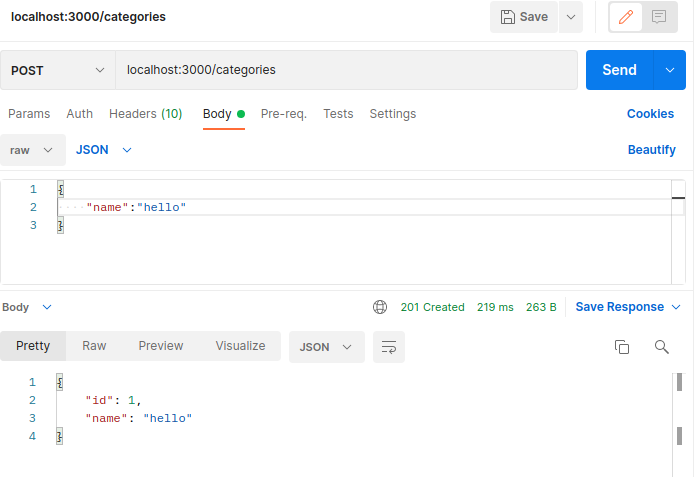 localhost:3000/categories
Save
POST localhost:3000/categories Send
Params Auth Headers (10) Body Pre-req. Tests Settings Cookies
raw JSON Beautify
1 {
2 "name":"hello"
3 }
Body 201 Created 219 ms 263 B Save Response
Pretty Raw Preview Visualize JSON
1 {
2 "id": 1,
3 "name": "hello"
4 }